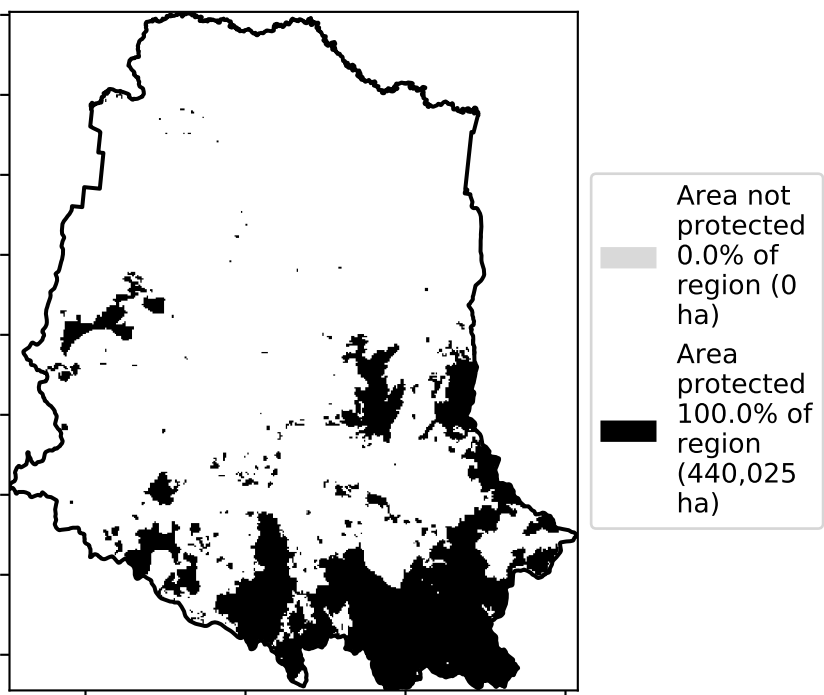 Area not
protected
0.0% of
region (0
ha)
Area
protected
100.0% of
region
(440,025
ha)